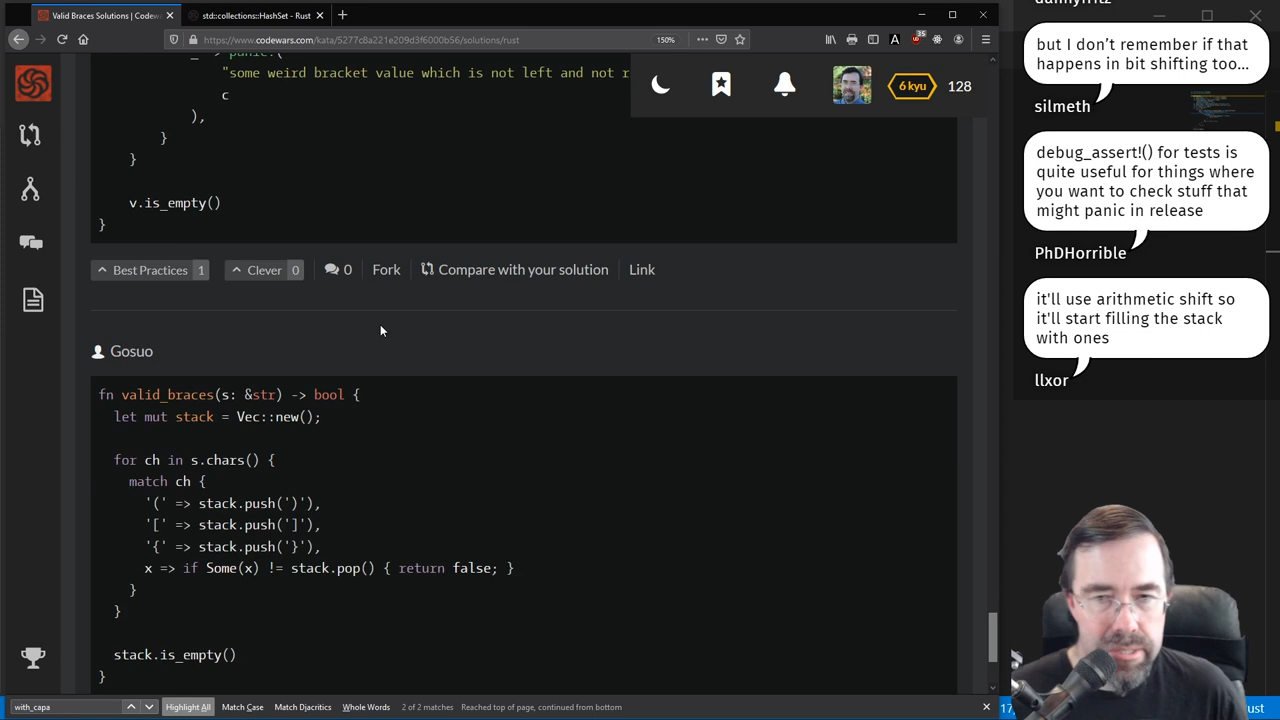 Valid Braces Solutions | Codew
std::collections::HashSet - Rust
https://www.codewars.com/kata/5277c8a221e209d3f6000b56/solutions/rust
150%
35
_ => panic!(
"some weird bracket value which is not left and not r
c
),
}
}
v.is_empty()
}
6 kyu
128
Best Practices 1
Clever 0
0
Fork
Compare with your solution
Link
Gosuo
fn valid_braces(s: &str) -> bool {
let mut stack = Vec::new();
for ch in s.chars() {
match ch {
'(' => stack.push(')'),
'[' => stack.push(']'),
'{' => stack.push('}'),
x => if Some(x) != stack.pop() { return false; }
}
}
stack.is_empty()
}
with_capa
Highlight All
Match Case
Match Diacritics
Whole Words
2 of 2 matches
Reached top of page, continued from bottom
but I don't remember if that
happens in bit shifting too...
silmeth
debug_assert!() for tests is
quite useful for things where
you want to check stuff that
might panic in release
PhDHorrible
it'll use arithmetic shift so
it'll start filling the stack
with ones
llxor